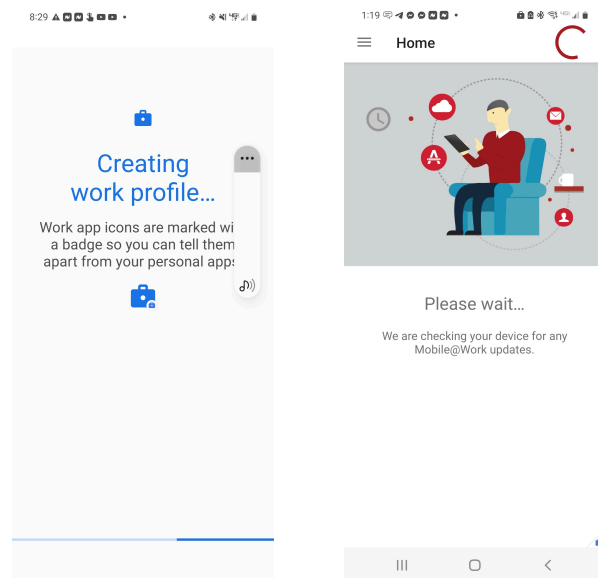 8:29
Creating
work profile...
Work app icons are marked wi
a badge so you can tell them
apart from your personal apps
1:19
Home
Please wait...
We are checking your device for any
Mobile@Work updates.